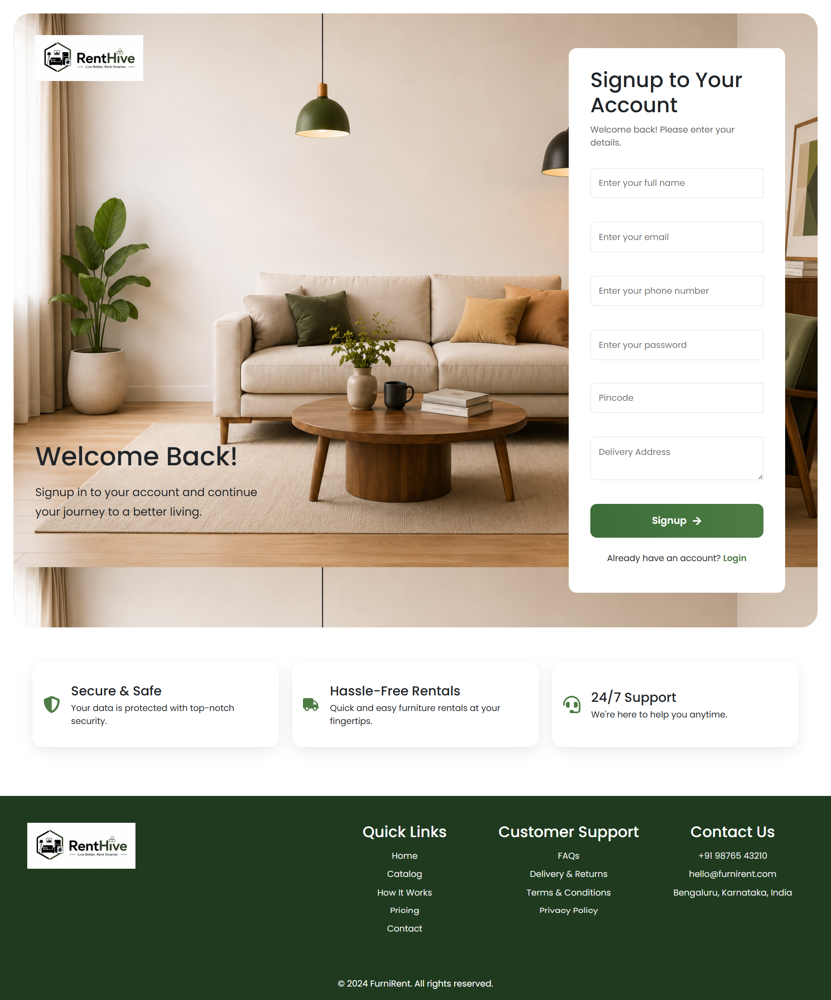 RentHive
Live Better. Rent Smarter.
Signup to Your
Account
Welcome back! Please enter your
details.
Enter your full name
Enter your email
Enter your phone number
Enter your password
Pincode
Delivery Address
Signup
Already have an account? Login
Welcome Back!
Signup in to your account and continue
your journey to a better living.
Secure & Safe
Your data is protected with top-notch
security.
Hassle-Free Rentals
Quick and easy furniture rentals at your
fingertips.
24/7 Support
We're here to help you anytime.
RentHive
Live Better. Rent Smarter.
Quick Links
Home
Catalog
How It Works
Pricing
Contact
Customer Support
FAQs
Delivery & Returns
Terms & Conditions
Privacy Policy
Contact Us
+91 98765 43210
hello@furnirent.com
Bengaluru, Karnataka, India
© 2024 FurniRent. All rights reserved.